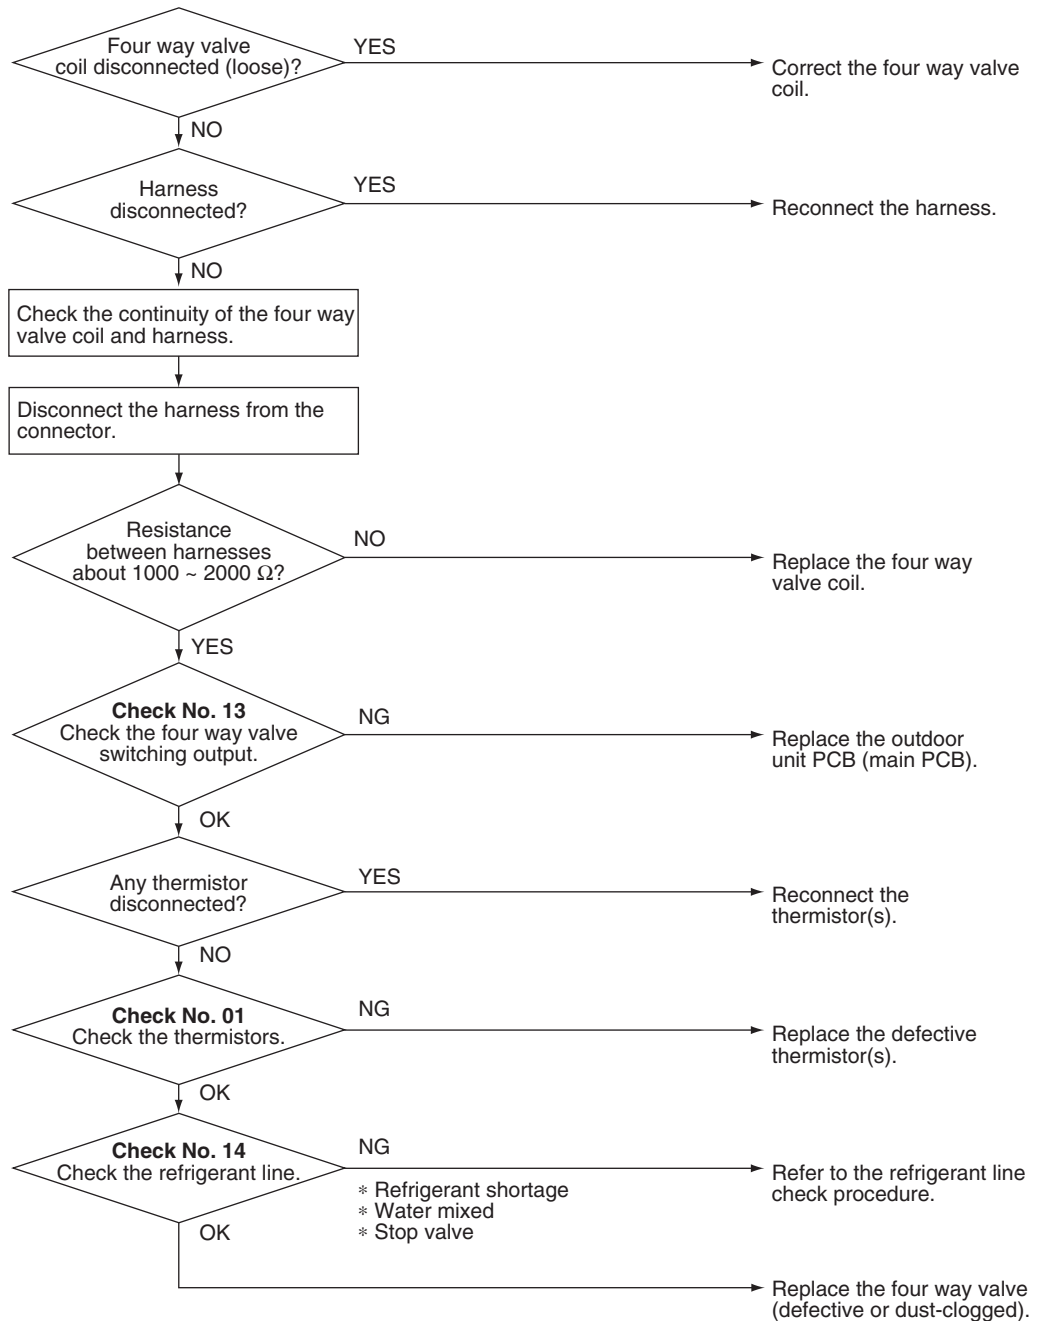 Four way valve
coil disconnected (loose)?
YES
Correct the four way valve
coil.
NO
Harness
disconnected?
YES
Reconnect the harness.
NO
Check the continuity of the four way
valve coil and harness.
Disconnect the harness from the
connector.
Resistance
between harnesses
about 1000 ~ 2000 Ω?
NO
Replace the four way
valve coil.
YES
Check No. 13
Check the four way valve
switching output.
NG
Replace the outdoor
unit PCB (main PCB).
OK
Any thermistor
disconnected?
YES
Reconnect the
thermistor(s).
NO
Check No. 01
Check the thermistors.
NG
Replace the defective
thermistor(s).
OK
Check No. 14
Check the refrigerant line.
NG
∗ Refrigerant shortage
∗ Water mixed
∗ Stop valve
Refer to the refrigerant line
check procedure.
OK
Replace the four way valve
(defective or dust-clogged).